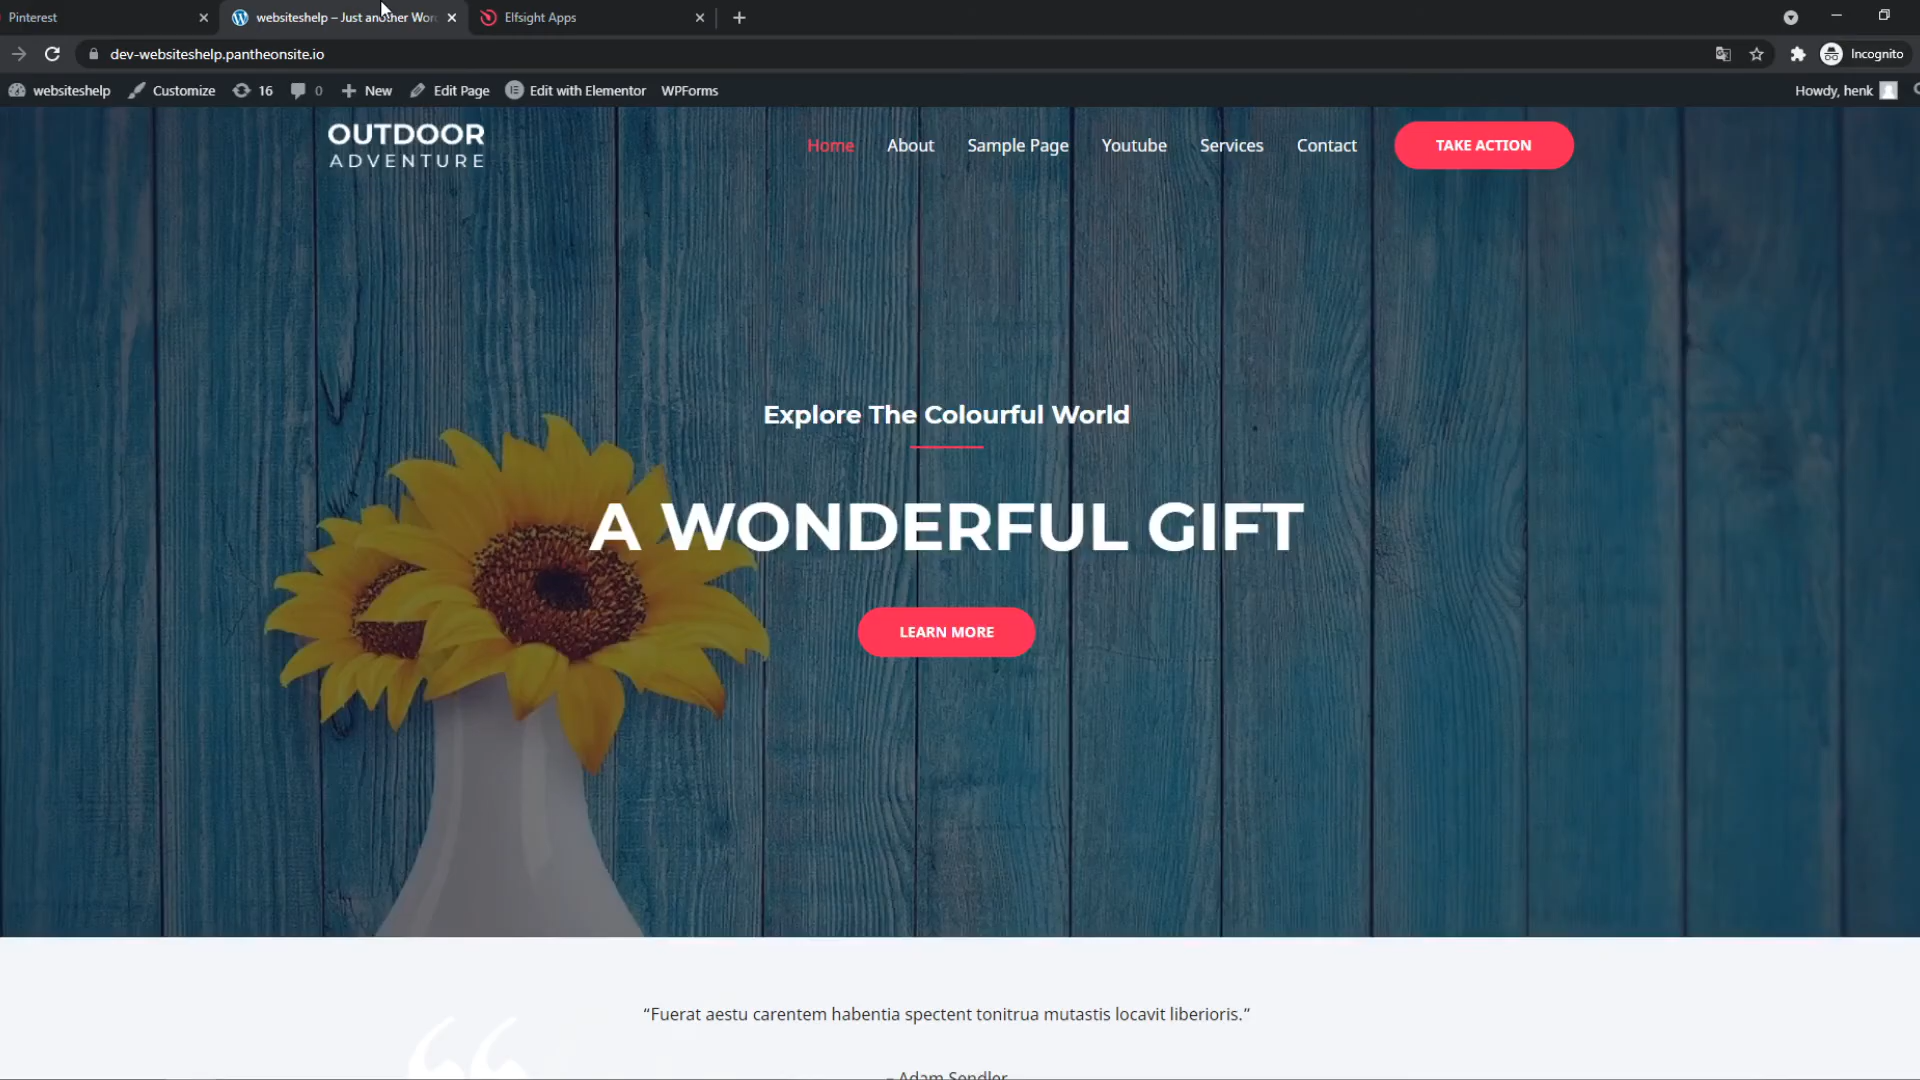 Pinterest
websiteshelp – Just another Wor
Elfsight Apps
dev-websiteshelp.pantheonsite.io
Incognito
websiteshelp
Customize
16
0
New
Edit Page
Edit with Elementor
WPForms
Howdy, henk
OUTDOOR
ADVENTURE
Home
About
Sample Page
Youtube
Services
Contact
TAKE ACTION
Explore The Colourful World
A WONDERFUL GIFT
LEARN MORE
“Fuerat aestu carentem habentia spectent tonitrua mutastis locavit liberioris.”
– Adam Sendler